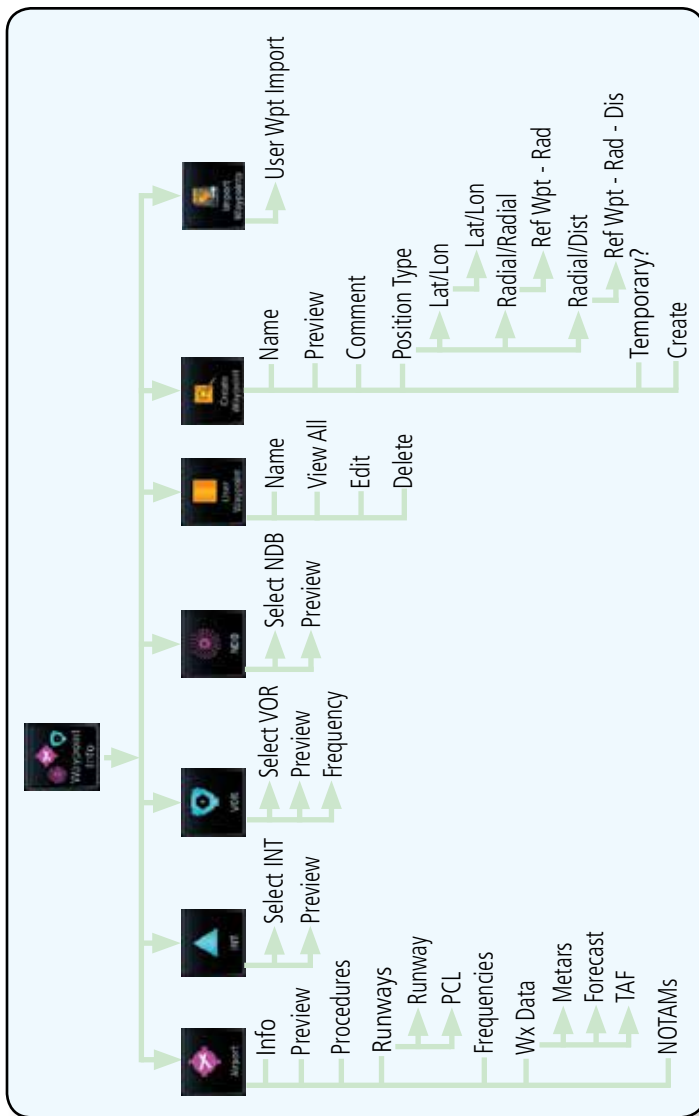 Waypoint
Info
Airport
Info
Preview
Procedures
Runways
Runway
PCL
Frequencies
Wx Data
Metars
Forecast
TAF
NOTAMs
INT
Select INT
Preview
VOR
Select VOR
Preview
Frequency
NDB
Select NDB
Preview
User
Waypoint
Name
View All
Edit
Delete
Create
Waypoint
Name
Preview
Comment
Position Type
Lat/Lon
Lat/Lon
Radial/Radial
Ref Wpt - Rad
Radial/Dist
Ref Wpt - Rad - Dis
Temporary?
Create
Import
Waypoints
User Wpt Import